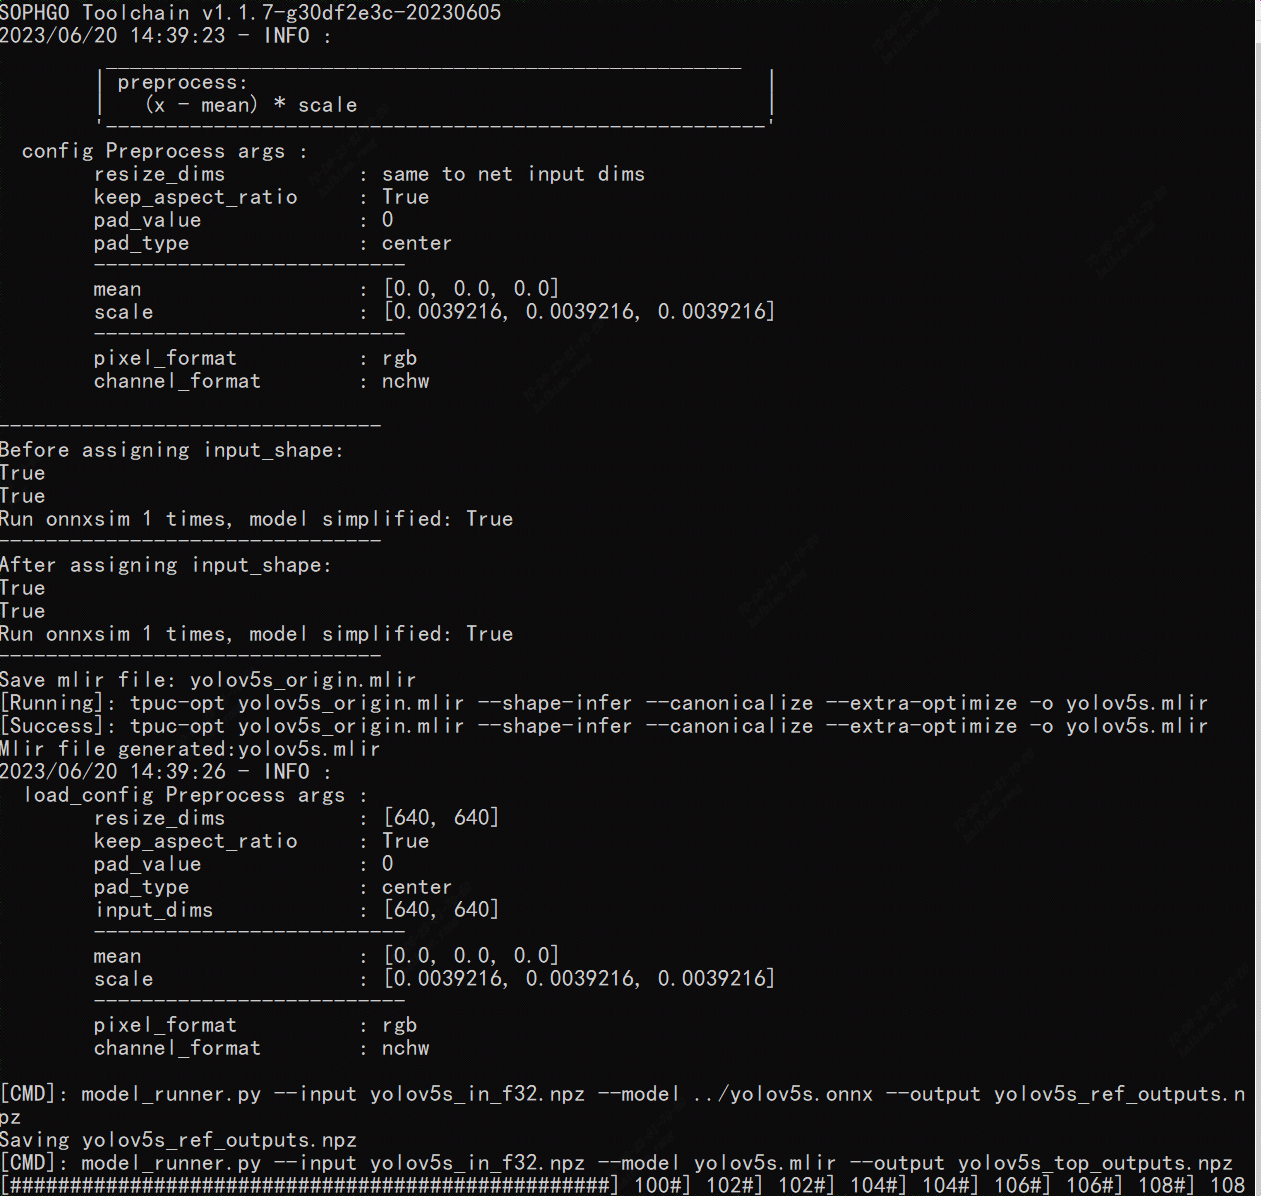 SOPHGO Toolchain v1.1.7-g30df2e3c-20230605
2023/06/20 14:39:23 - INFO :
 _____________________________________________________
| preprocess:                                           |
|   (x - mean) * scale                                  |
'-------------------------------------------------------'
  config Preprocess args :
        resize_dims           : same to net input dims
        keep_aspect_ratio     : True
        pad_value             : 0
        pad_type              : center
        --------------------------
        mean                  : [0.0, 0.0, 0.0]
        scale                 : [0.0039216, 0.0039216, 0.0039216]
        --------------------------
        pixel_format          : rgb
        channel_format        : nchw
--------------------------------
Before assigning input_shape:
True
True
Run onnxsim 1 times, model simplified: True
--------------------------------
After assigning input_shape:
True
True
Run onnxsim 1 times, model simplified: True
--------------------------------
Save mlir file: yolov5s_origin.mlir
[Running]: tpuc-opt yolov5s_origin.mlir --shape-infer --canonicalize --extra-optimize -o yolov5s.mlir
[Success]: tpuc-opt yolov5s_origin.mlir --shape-infer --canonicalize --extra-optimize -o yolov5s.mlir
Mlir file generated:yolov5s.mlir
2023/06/20 14:39:26 - INFO :
  load_config Preprocess args :
        resize_dims           : [640, 640]
        keep_aspect_ratio     : True
        pad_value             : 0
        pad_type              : center
        input_dims            : [640, 640]
        --------------------------
        mean                  : [0.0, 0.0, 0.0]
        scale                 : [0.0039216, 0.0039216, 0.0039216]
        --------------------------
        pixel_format          : rgb
        channel_format        : nchw
[CMD]: model_runner.py --input yolov5s_in_f32.npz --model ../yolov5s.onnx --output yolov5s_ref_outputs.n
pz
Saving yolov5s_ref_outputs.npz
[CMD]: model_runner.py --input yolov5s_in_f32.npz --model yolov5s.mlir --output yolov5s_top_outputs.npz
[##################################################] 100#] 102#] 102#] 104#] 104#] 106#] 106#] 108#] 108